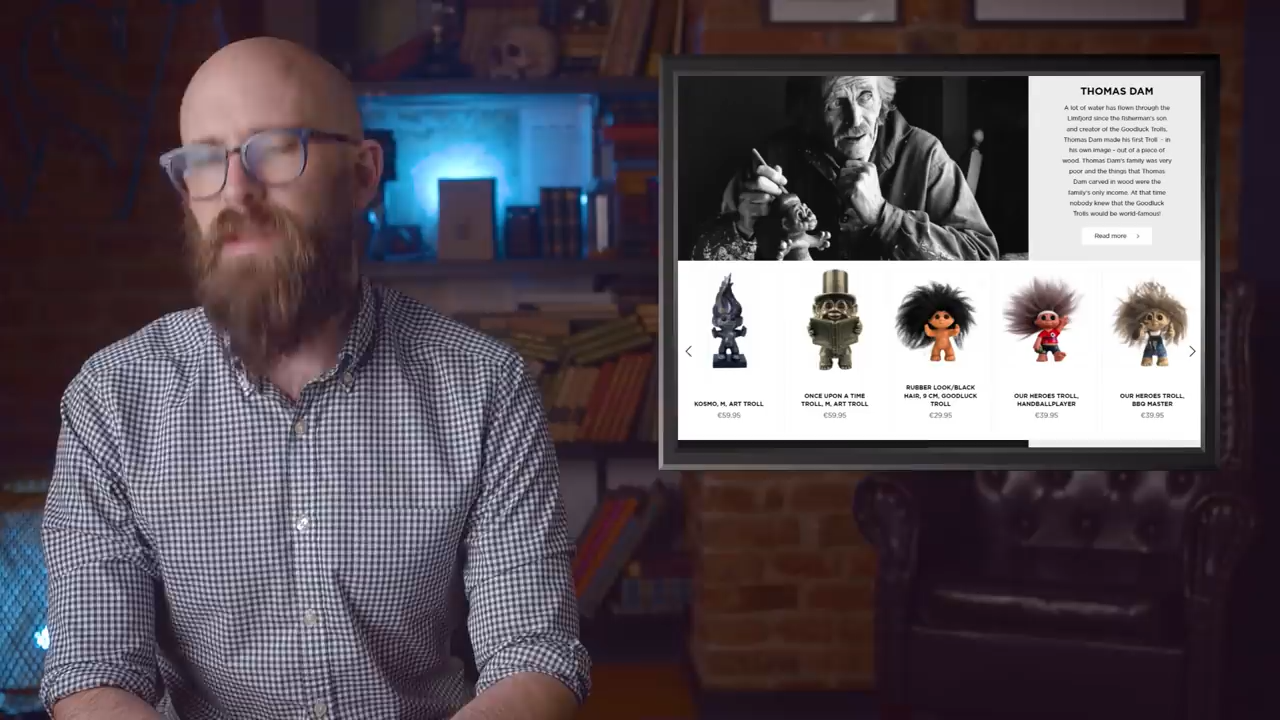 THOMAS DAM
A lot of water has flown through the
Limfjord since the fisherman's son
and creator of the Goodluck Trolls,
Thomas Dam made his first Troll - in
his own image - out of a piece of
wood. Thomas Dam's family was very
poor and the things that Thomas
Dam carved in wood were the
family's only income. At that time
nobody knew that the Goodluck
Trolls would be world-famous!
Read more >
KOSMO, M, ART TROLL
€59.95
ONCE UPON A TIME
TROLL, M, ART TROLL
€59.95
RUBBER LOOK/BLACK
HAIR, 9 CM, GOODLUCK
TROLL
€29.95
OUR HEROES TROLL,
HANDBALLPLAYER
€39.95
OUR HEROES TROLL,
BBQ MASTER
€39.95